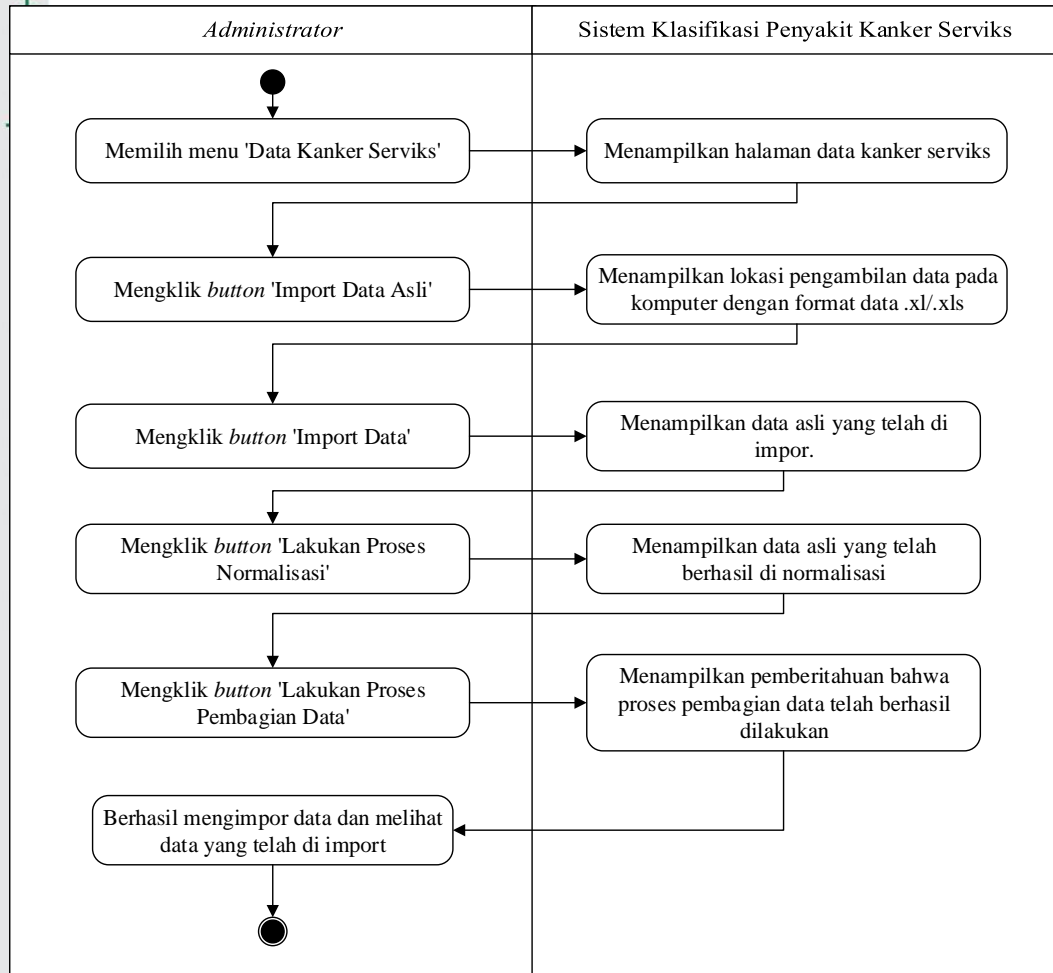 Administrator
Sistem Klasifikasi Penyakit Kanker Serviks
Memilih menu 'Data Kanker Serviks'
Menampilkan halaman data kanker serviks
Mengklik button 'Import Data Asli'
Menampilkan lokasi pengambilan data pada
komputer dengan format data .xl/.xls
Mengklik button 'Import Data'
Menampilkan data asli yang telah di
impor.
Mengklik button 'Lakukan Proses
Normalisasi'
Menampilkan data asli yang telah
berhasil di normalisasi
Mengklik button 'Lakukan Proses
Pembagian Data'
Menampilkan pemberitahuan bahwa
proses pembagian data telah berhasil
dilakukan
Berhasil mengimpor data dan melihat
data yang telah di import